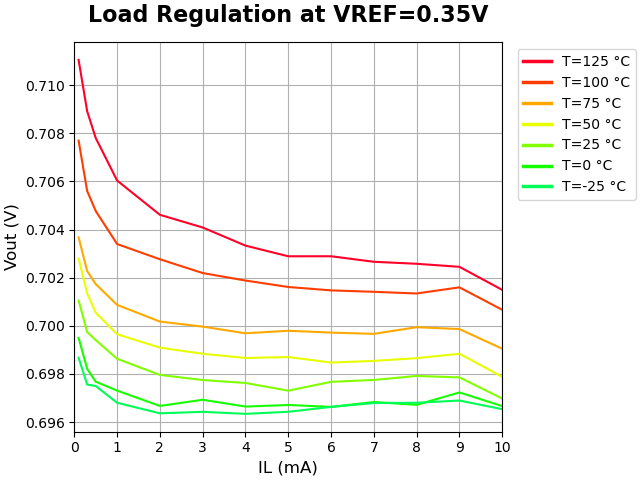 Load Regulation at VREF=0.35V
Vout (V)
0.710
0.708
0.706
0.704
0.702
0.700
0.698
0.696
0 1 2 3 4 5 6 7 8 9 10
IL (mA)
T=125 °C
T=100 °C
T=75 °C
T=50 °C
T=25 °C
T=0 °C
T=-25 °C